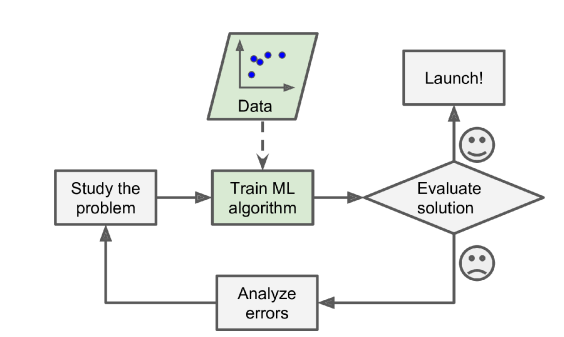 Data
Launch!
Study the
problem
Train ML
algorithm
Evaluate
solution
Analyze
errors